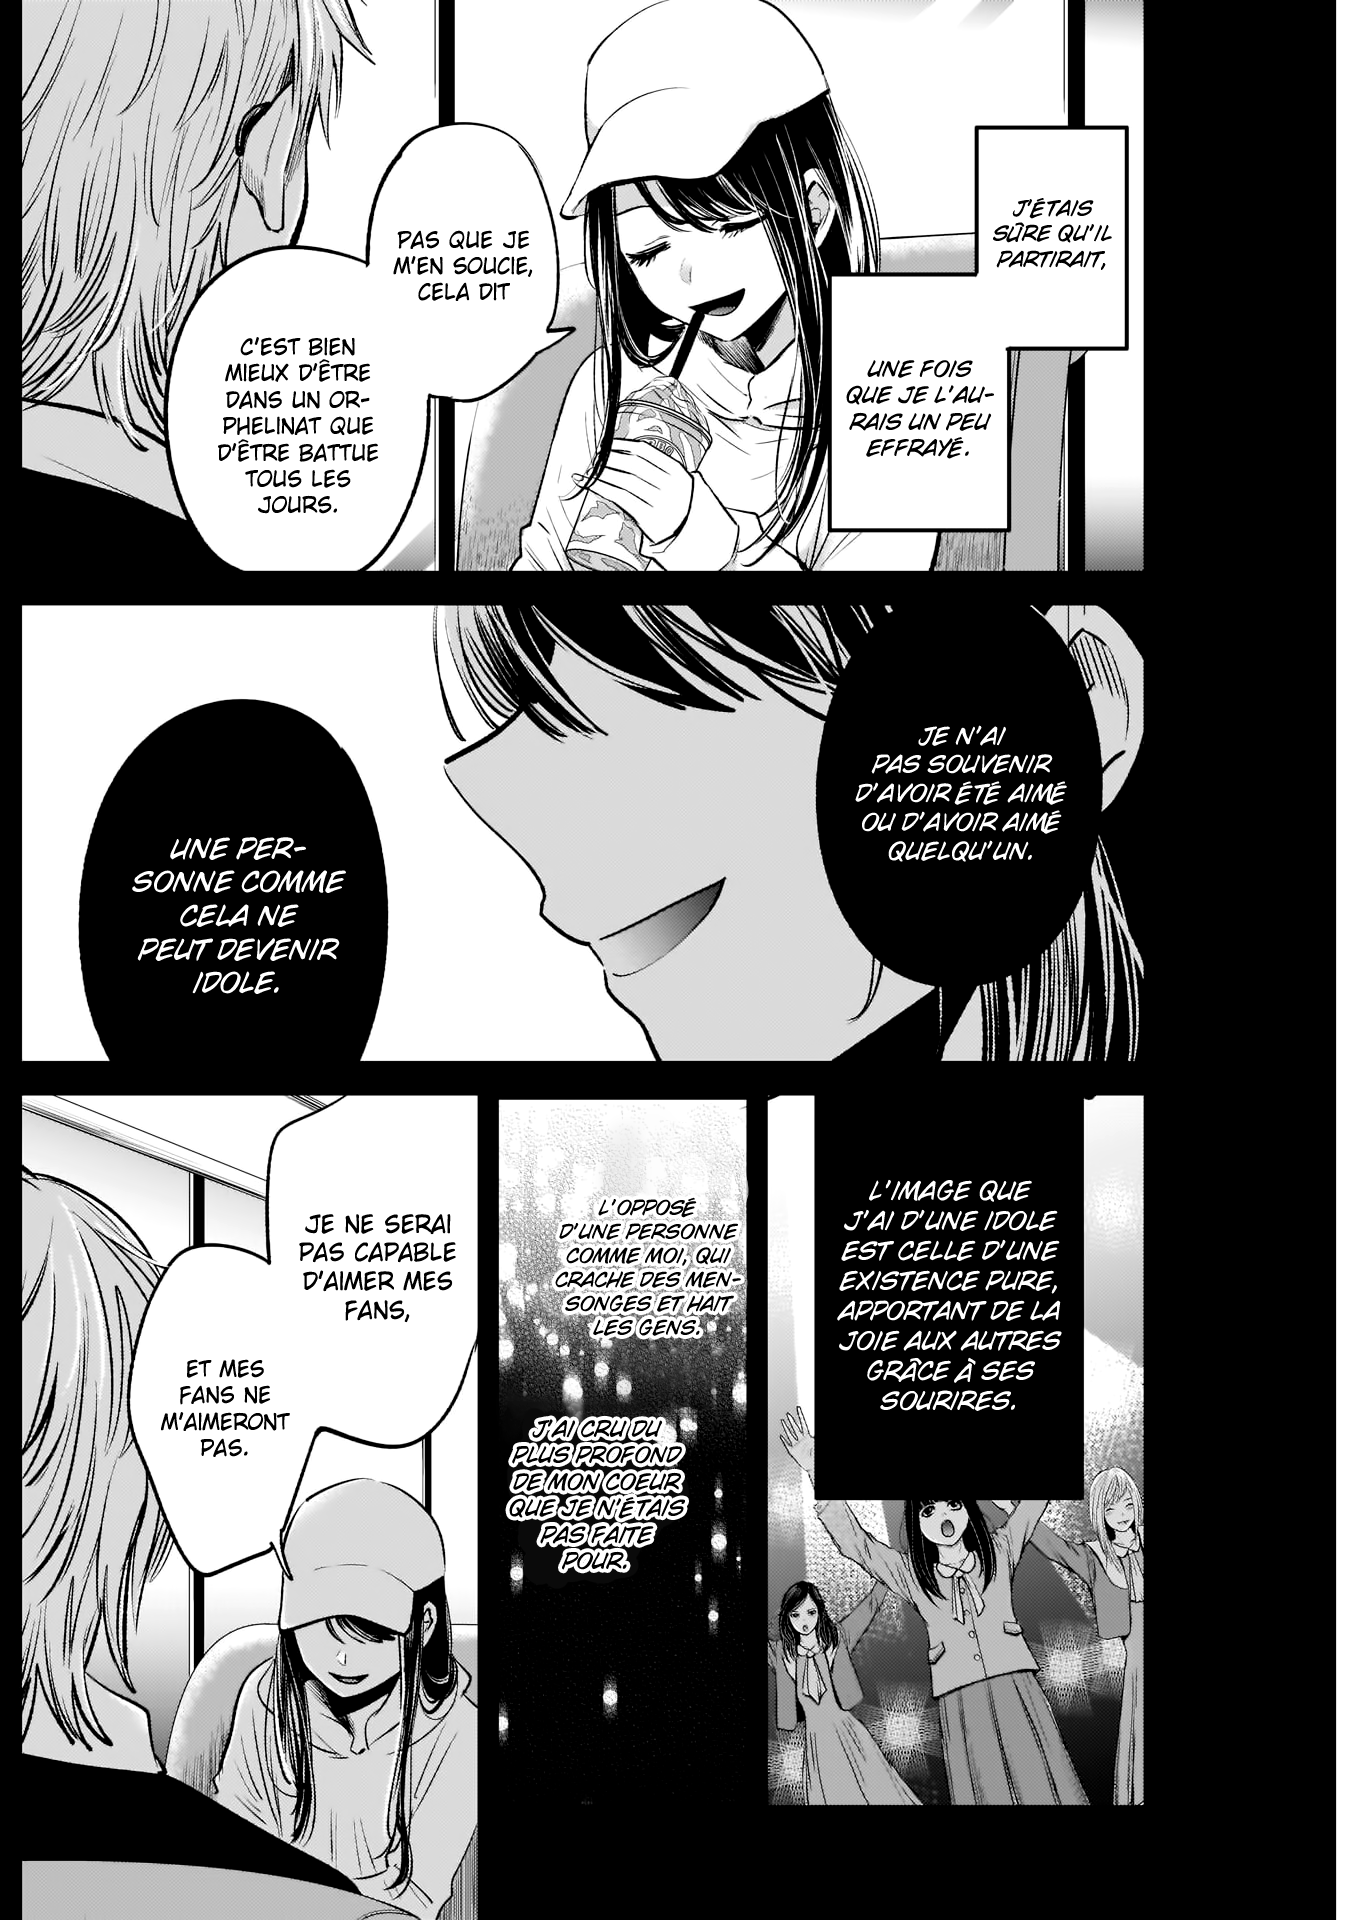 J'ÉTAIS
SÛRE QU'IL
PARTIRAIT,
UNE FOIS
QUE JE L'AU-
RAIS UN PEU
EFFRAYÉ.
PAS QUE JE
M'EN SOUCIE,
CELA DIT
C'EST BIEN
MIEUX D'ÊTRE
DANS UN OR-
PHELINAT QUE
D'ÊTRE BATTUE
TOUS LES
JOURS.
JE N'AI
PAS SOUVENIR
D'AVOIR ÉTÉ AIMÉ
OU D'AVOIR AIMÉ
QUELQU'UN.
UNE PER-
SONNE COMME
CELA NE
PEUT DEVENIR
IDOLE.
L'IMAGE QUE
J'AI D'UNE IDOLE
EST CELLE D'UNE
EXISTENCE PURE,
APPORTANT DE LA
JOIE AUX AUTRES
GRÂCE À SES
SOURIRES.
L'OPPOSÉ
D'UNE PERSONNE
COMME MOI, QUI
CRACHE DES MEN-
SONGES ET HAIT
LES GENS.
J'AI CRU DU
PLUS PROFOND
DE MON COEUR
QUE JE N'ÉTAIS
PAS FAITE
POUR.
JE NE SERAI
PAS CAPABLE
D'AIMER MES
FANS,
ET MES
FANS NE
M'AIMERONT
PAS.